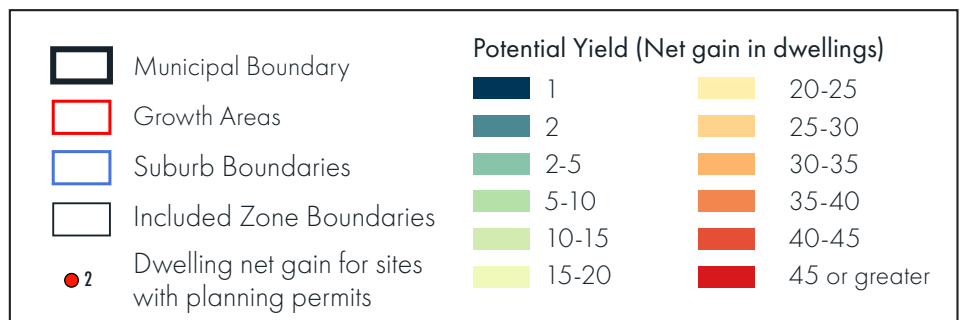 Municipal Boundary
Growth Areas
Suburb Boundaries
Included Zone Boundaries
2
Dwelling net gain for sites
with planning permits
Potential Yield (Net gain in dwellings)
1
2
2-5
5-10
10-15
15-20
20-25
25-30
30-35
35-40
40-45
45 or greater